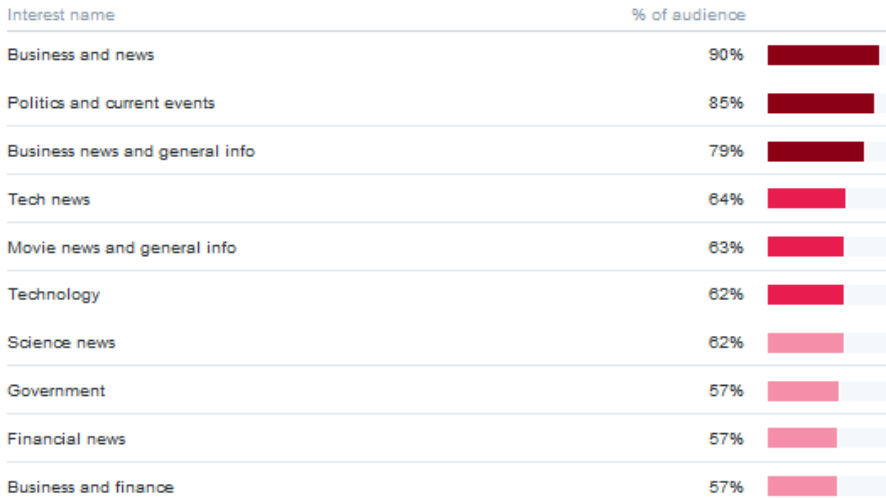 Interest name % of audience
Business and news 90%
Politics and current events 85%
Business news and general info 79%
Tech news 64%
Movie news and general info 63%
Technology 62%
Science news 62%
Government 57%
Financial news 57%
Business and finance 57%